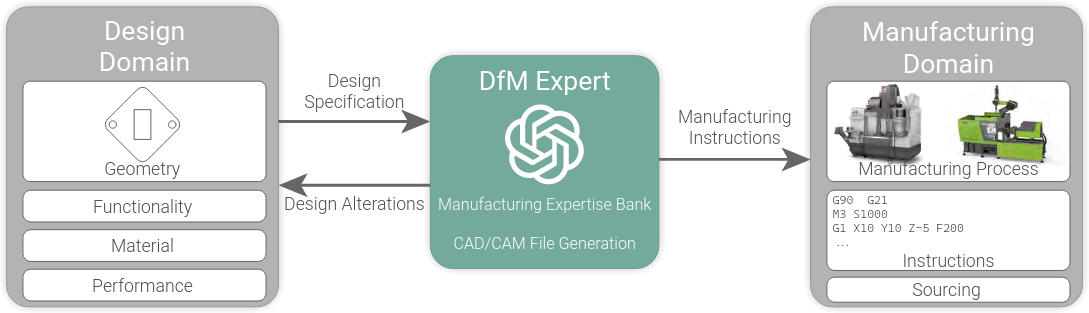 Design
Domain
Geometry
Functionality
Material
Performance
Design
Specification
Design Alterations
DfM Expert
Manufacturing Expertise Bank
CAD/CAM File Generation
Manufacturing
Instructions
Manufacturing
Domain
Manufacturing Process
G90 G21
M3 S1000
G1 X10 Y10 Z-5 F200
...
Instructions
Sourcing